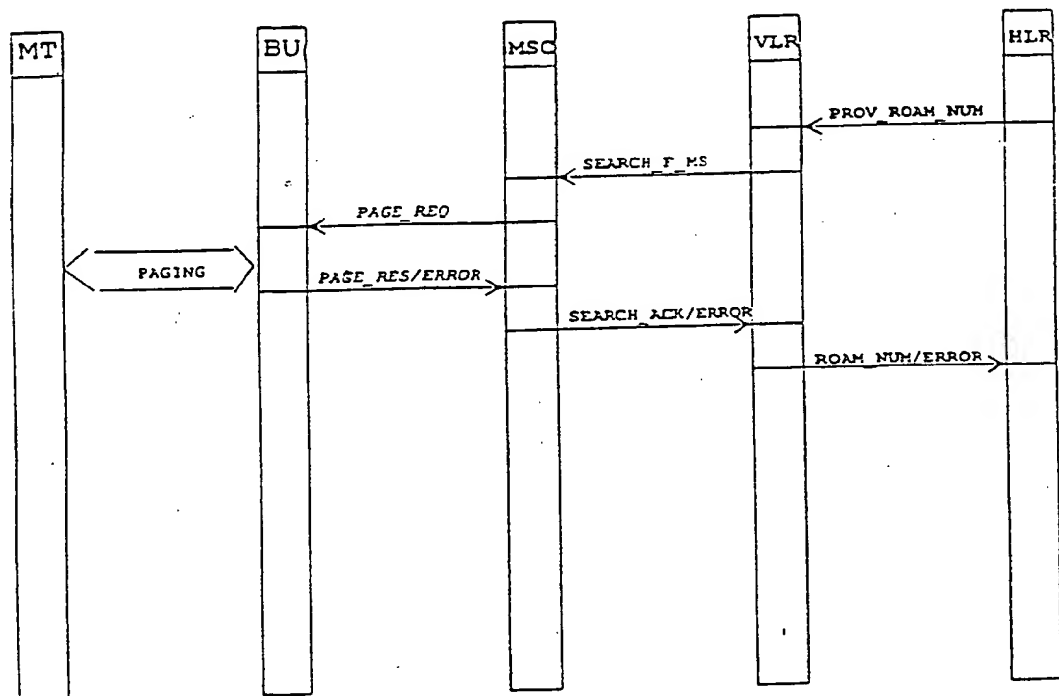 MT
BU
MSC
VLR
HLR
PROV_ROAM_NUM
SEARCH_F_MS
PAGE_REQ
PAGING
PAGE_RES/ERROR
SEARCH_ACK/ERROR
ROAM_NUM/ERROR